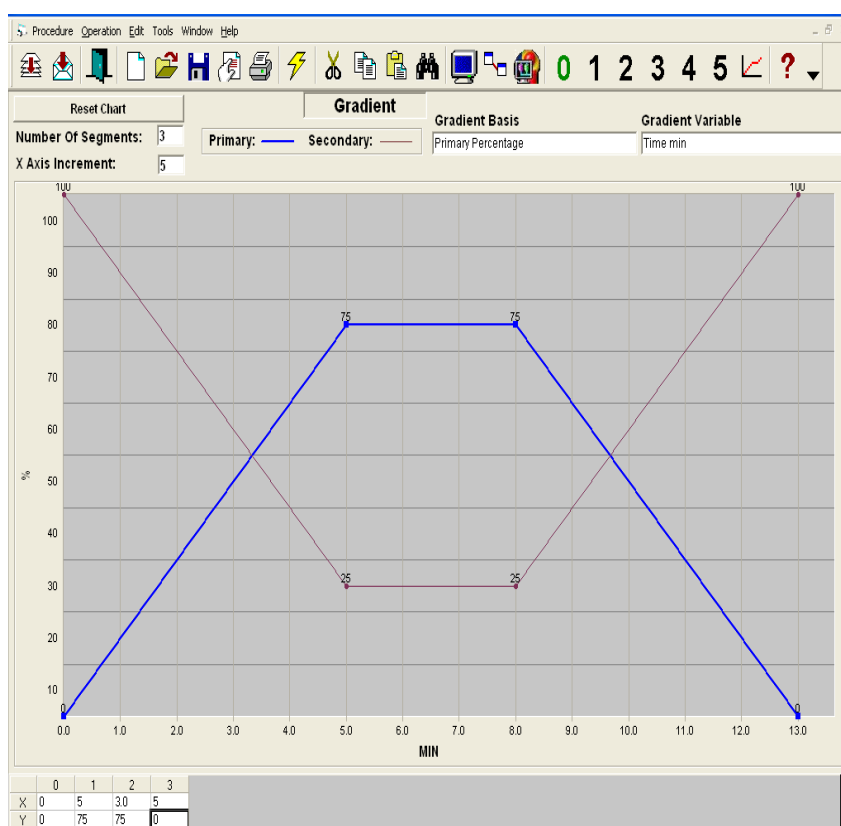 Procedure Operation Edit Tools Window Help
0 1 2 3 4 5 ?
Reset Chart
Gradient
Gradient Basis
Gradient Variable
Number Of Segments: 3
Primary: Secondary:
Primary Percentage
Time min
X Axis Increment: 5
100 100
100
90
80
75 75
70
60
%
50
40
30
25 25
20
10
0 0
0.0 1.0 2.0 3.0 4.0 5.0 6.0 7.0 8.0 9.0 10.0 11.0 12.0 13.0
MIN
0 1 2 3
X 0 5 3.0 5
Y 0 75 75 0